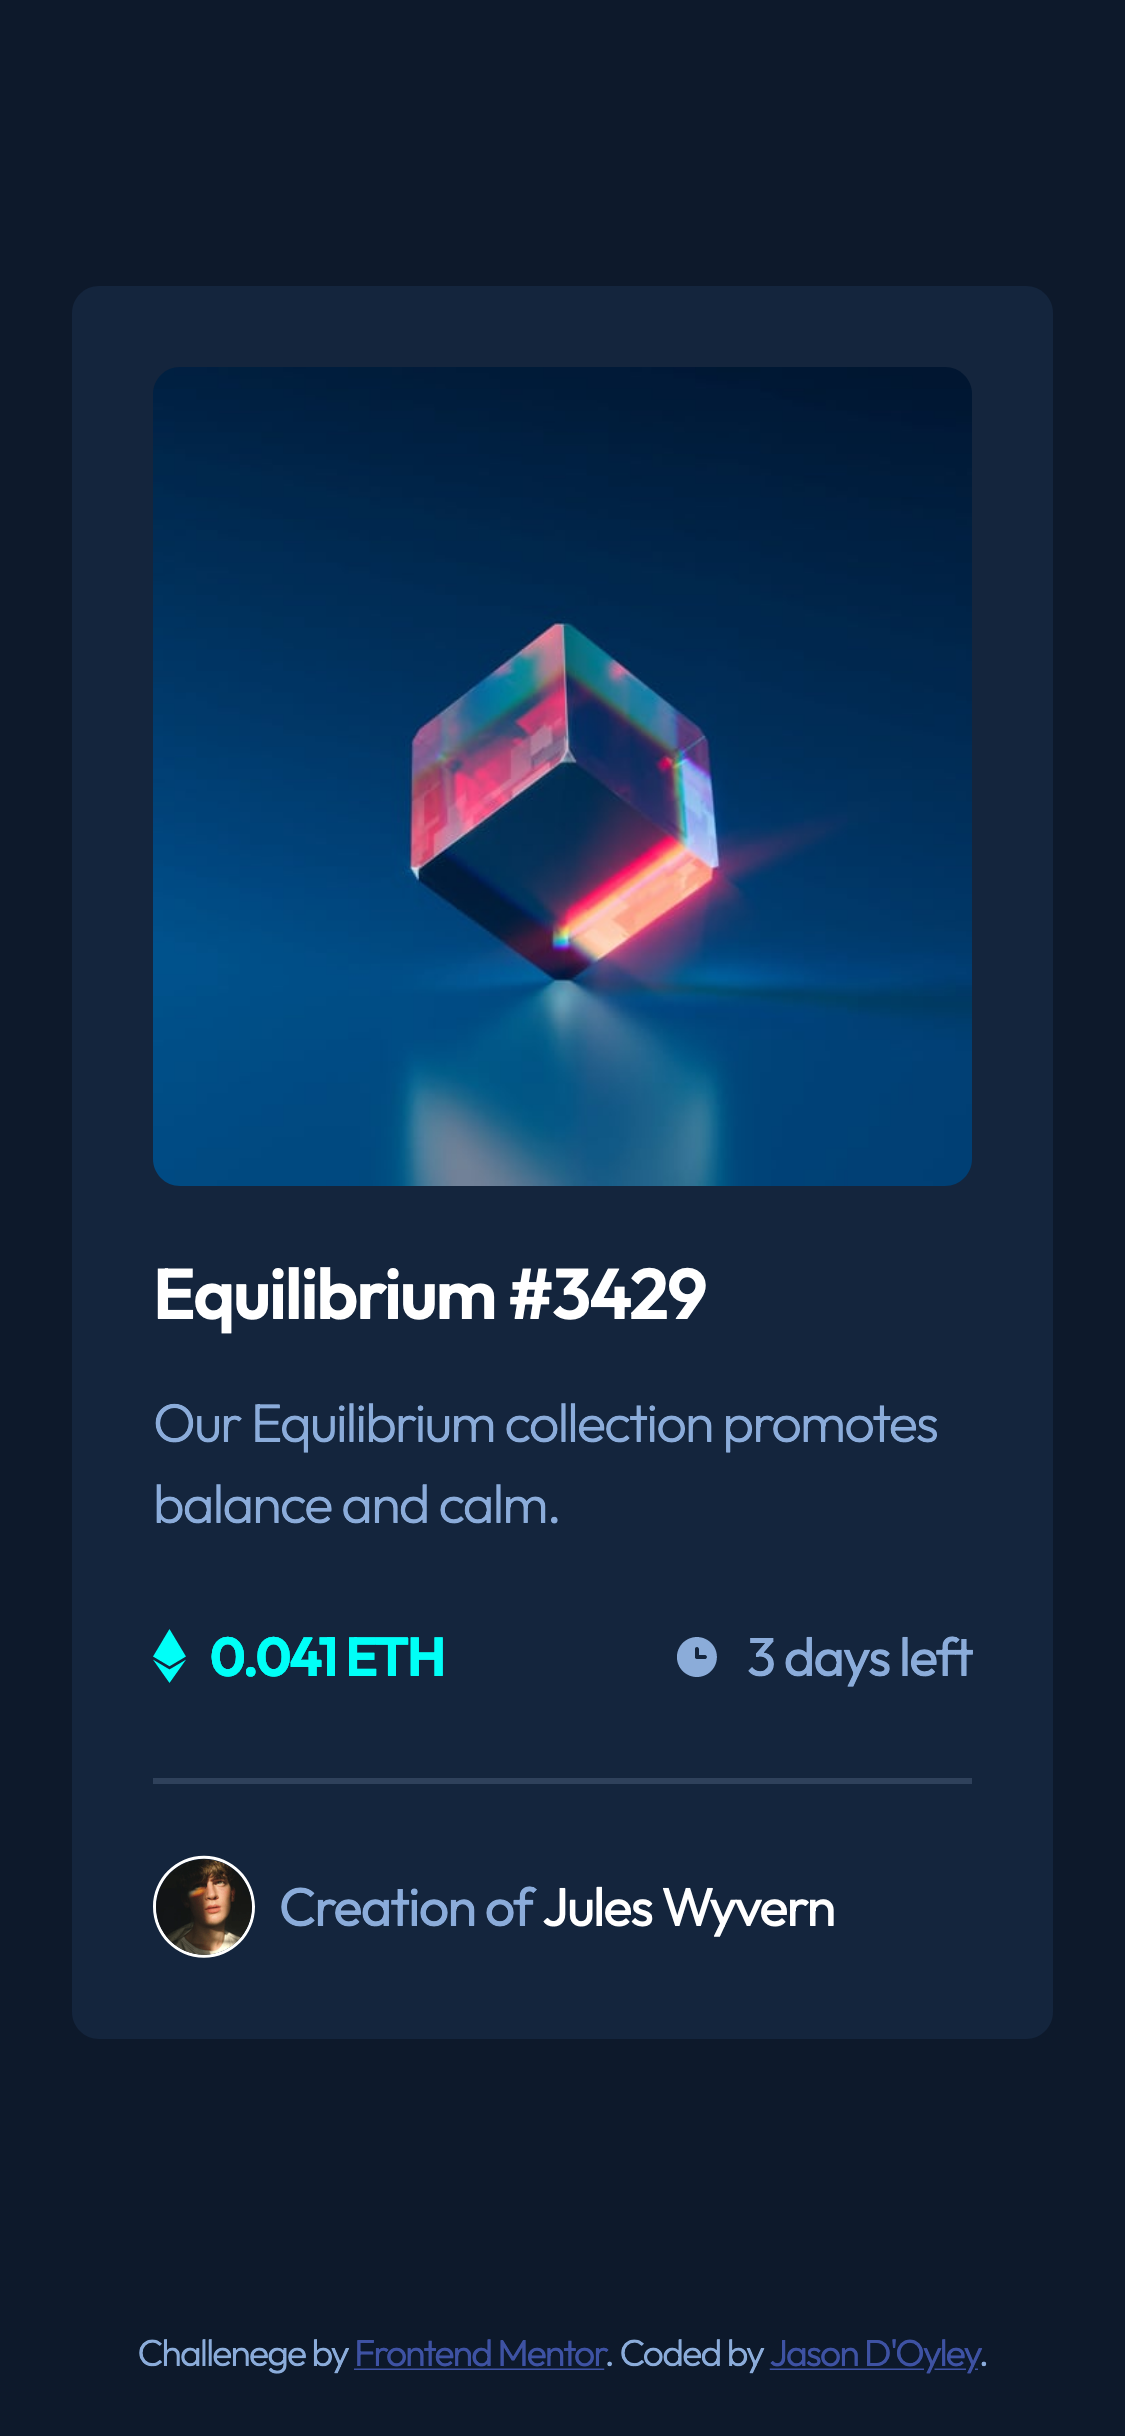 Equilibrium #3429
Our Equilibrium collection promotes
balance and calm.
0.041 ETH
3 days left
Creation of Jules Wyvern
Challenege by Frontend Mentor. Coded by Jason D'Oyley.